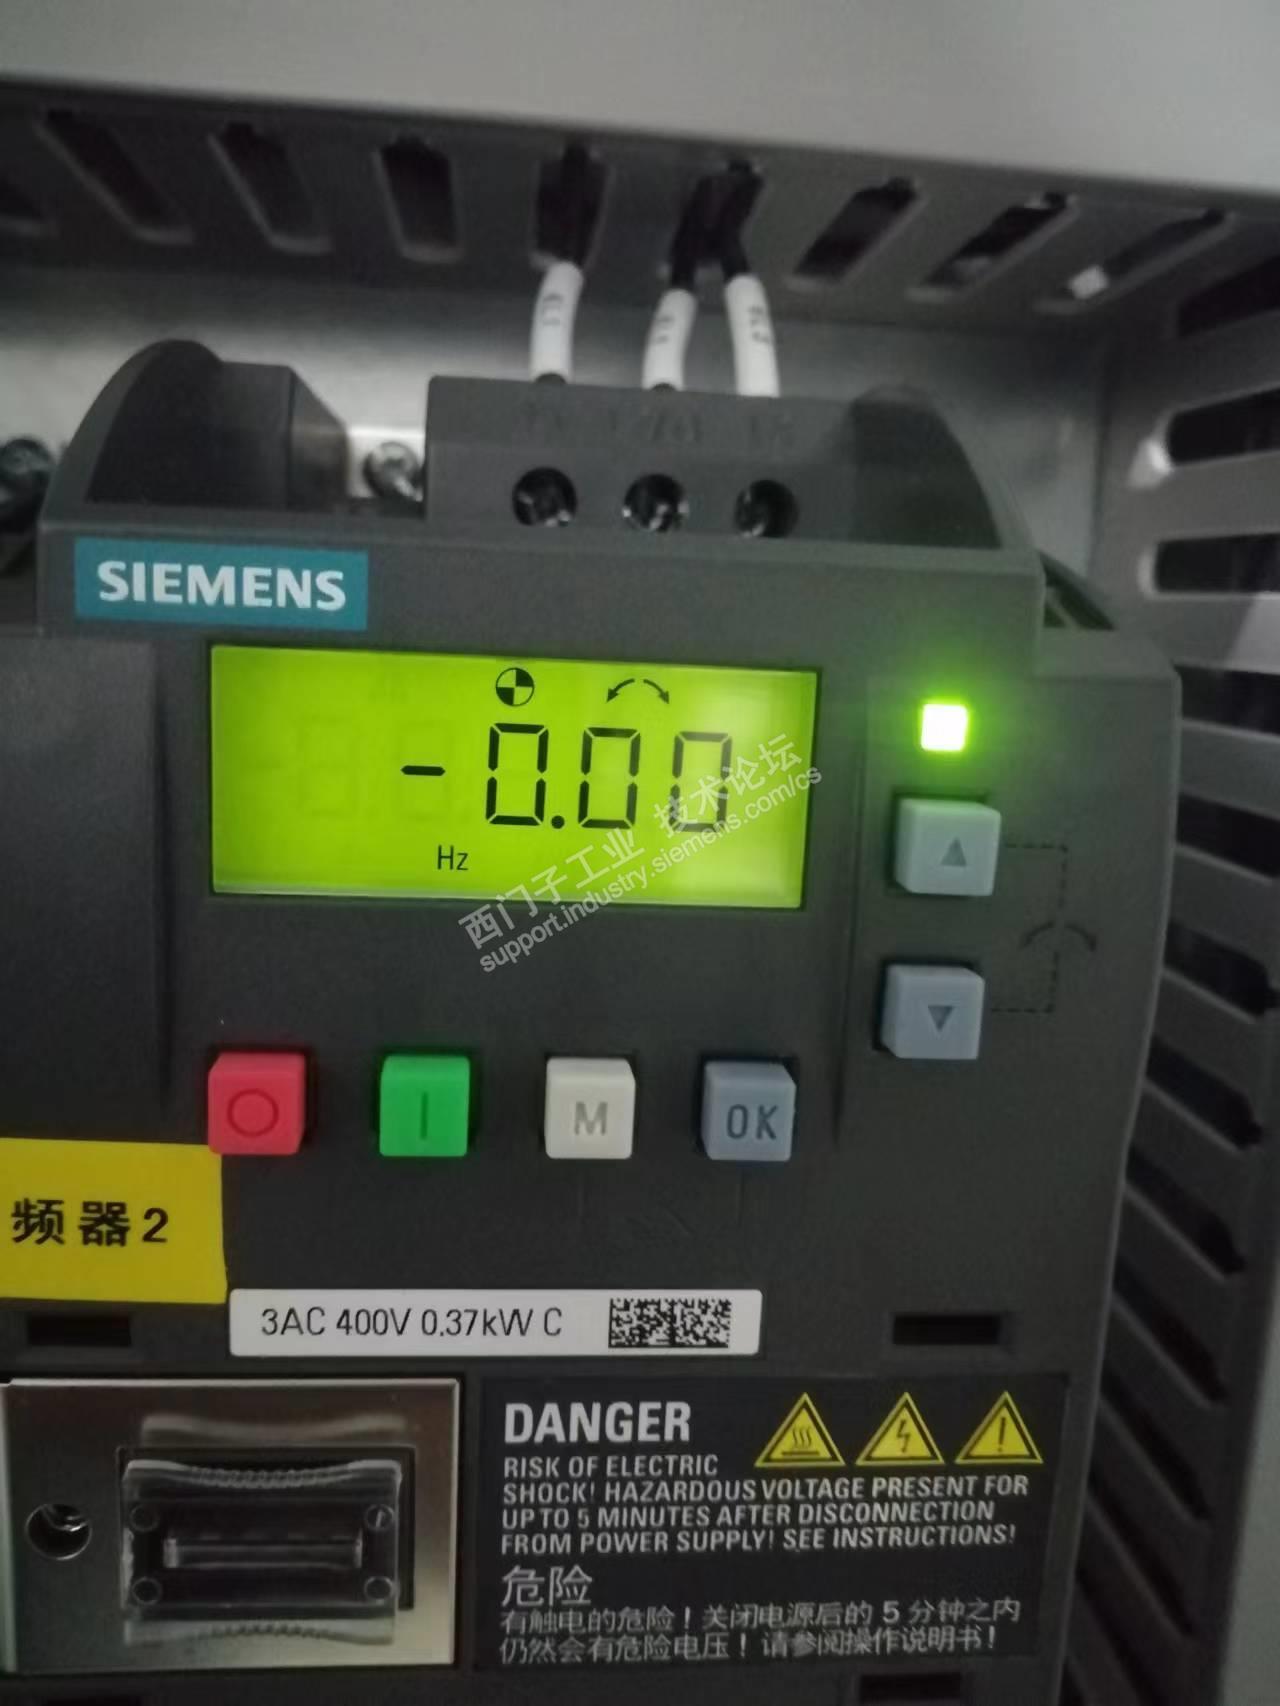 SIEMENS
-0.00
Hz
西门子工业 技术论坛
support.industry.siemens.com/cs
M
OK
频器2
3AC 400V 0.37kW C
DANGER
RISK OF ELECTRIC
SHOCK! HAZARDOUS VOLTAGE PRESENT FOR
UP TO 5 MINUTES AFTER DISCONNECTION
FROM POWER SUPPLY! SEE INSTRUCTIONS!
危险
有触电的危险！关闭电源后的 5 分钟之内
仍然会有危险电压！请参阅操作说明书！